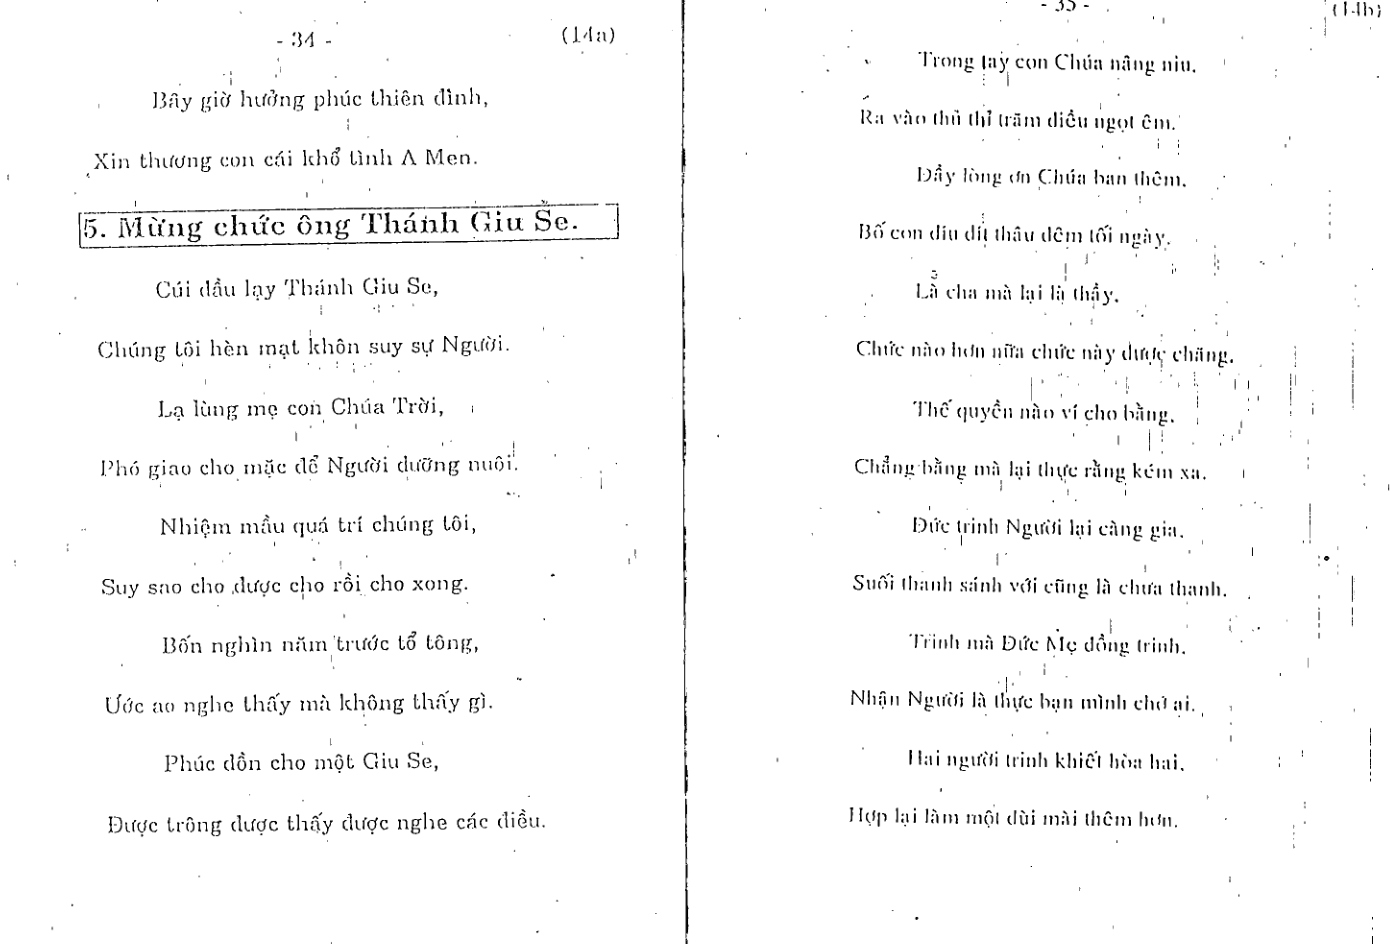 - 34 -
(14a)
Bây giờ hưởng phúc thiên đình,
Xin thương con cái khổ tình A Men.
5. Mừng chức ông Thánh Giu Se.
Cúi đầu lạy Thánh Giu Se,
Chúng tôi hèn mạt khôn suy sự Người.
Lạ lùng mẹ con Chúa Trời,
Phó giao cho mặc để Người dưỡng nuôi.
Nhiệm mầu quá trí chúng tôi,
Suy sao cho được cho rồi cho xong.
Bốn nghìn năm trước tổ tông,
Ước ao nghe thấy mà không thấy gì.
Phúc dồn cho một Giu Se,
Được trông được thấy được nghe các điều.
- 35 -
(14b)
Trong tay con Chúa nâng niu.
Ra vào thủ thỉ trăm điều ngọt êm.
Đầy lòng ơn Chúa ban thêm.
Bố con dìu dịt thâu đêm tối ngày.
Là cha mà lại là thầy.
Chức nào hơn nữa chức này được chăng.
Thế quyền nào ví cho bằng.
Chẳng bằng mà lại thực rằng kém xa.
Đức trinh Người lại càng gia.
Suối thanh sánh với cũng là chưa thanh.
Trinh mà Đức Mẹ đồng trinh.
Nhận Người là thực bạn mình chớ ai.
Hai người trinh khiết hòa hai.
Hợp lại làm một dùi mài thêm hơn.